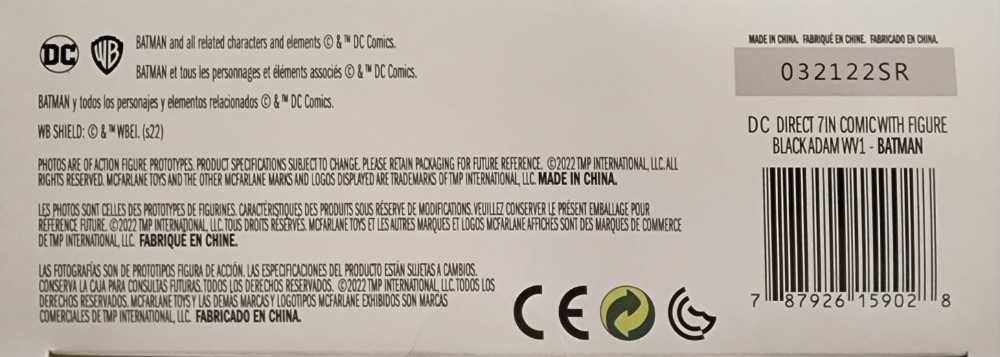 DC WB BATMAN and all related characters and elements © & ™ DC Comics.
BATMAN et tous les personnages et éléments associés © & ™ DC Comics.
BATMAN y todos los personajes y elementos relacionados © & ™ DC Comics.
WB SHIELD: © & ™ WBEI. (s22)
PHOTOS ARE OF ACTION FIGURE PROTOTYPES. PRODUCT SPECIFICATIONS SUBJECT TO CHANGE. PLEASE RETAIN PACKAGING FOR FUTURE REFERENCE. ©2022 TMP INTERNATIONAL, LLC. ALL
RIGHTS RESERVED. MCFARLANE TOYS AND THE OTHER MCFARLANE MARKS AND LOGOS DISPLAYED ARE TRADEMARKS OF TMP INTERNATIONAL, LLC. MADE IN CHINA.
LES PHOTOS SONT CELLES DES PROTOTYPES DE FIGURINES. CARACTÉRISTIQUES DES PRODUITS SOUS RÉSERVE DE MODIFICATIONS. VEUILLEZ CONSERVER LE PRÉSENT EMBALLAGE POUR
RÉFÉRENCE FUTURE. ©2022 TMP INTERNATIONAL, LLC. TOUS DROITS RÉSERVÉS. MCFARLANE TOYS ET LES AUTRES MARQUES ET LOGOS MCFARLANE AFFICHÉS SONT DES MARQUES DE COMMERCE
DE TMP INTERNATIONAL, LLC. FABRIQUÉ EN CHINE.
LAS FOTOGRAFÍAS SON DE PROTOTIPOS FIGURA DE ACCIÓN. LAS ESPECIFICACIONES DEL PRODUCTO ESTÁN SUJETAS A CAMBIOS.
CONSERVA LA CAJA PARA CONSULTAS FUTURAS. TODOS LOS DERECHOS RESERVADOS. ©2022 TMP INTERNATIONAL, LLC. TODOS LOS
DERECHOS RESERVADOS. MCFARLANE TOYS Y LAS DEMAS MARCAS Y LOGOTIPOS MCFARLANE EXHIBIDOS SON MARCAS
COMERCIALES DE TMP INTERNATIONAL, LLC. FABRICADO EN CHINA.
CE
MADE IN CHINA. FABRIQUÉ EN CHINE. FABRICADO EN CHINA.
032122SR
DC DIRECT 7IN COMIC WITH FIGURE
BLACK ADAM WV1 - BATMAN
7 87926 15902 8